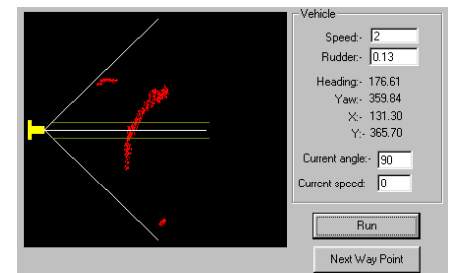 Vehicle
Speed:- 2
Rudder:- 0.13
Heading:- 176.61
Yaw:- 359.84
X:- 131.30
Y:- 365.70
Current angle:- 90
Current speed: 0
Run
Next Way Point